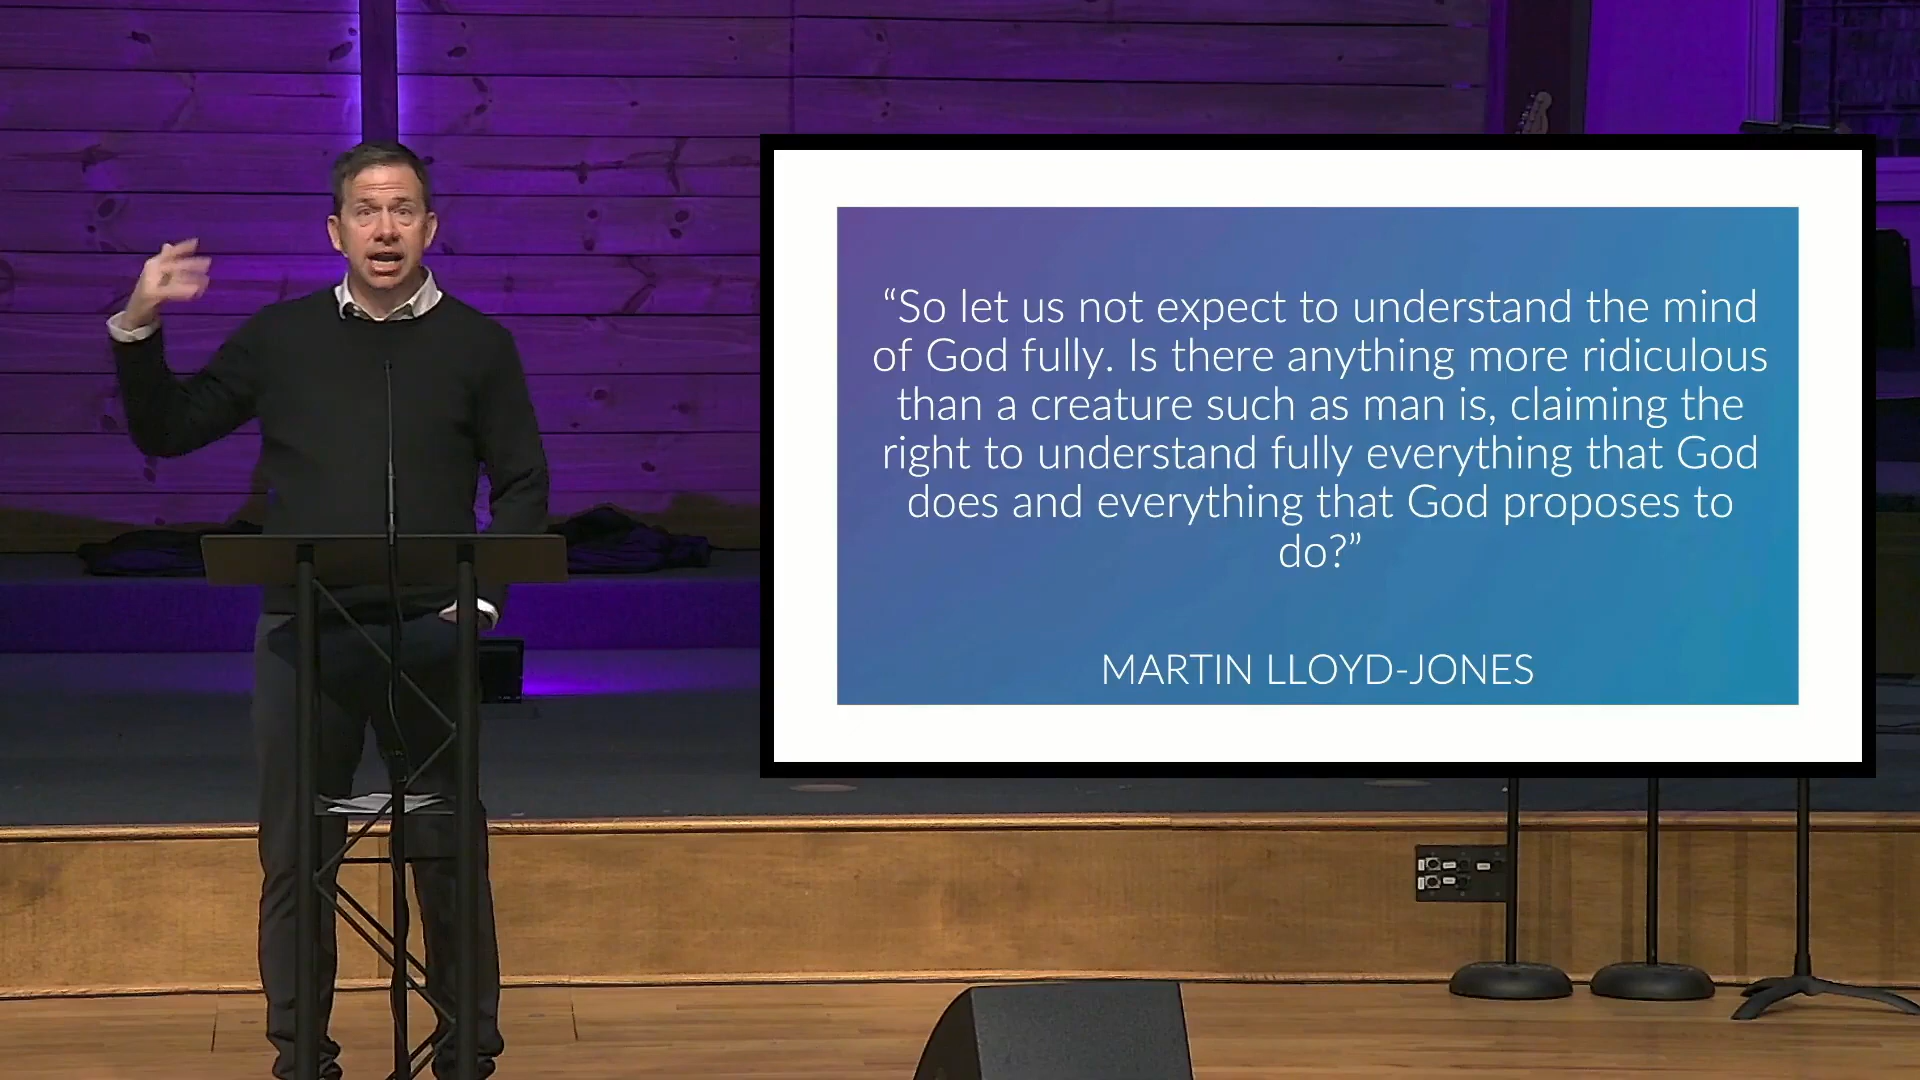 “So let us not expect to understand the mind
of God fully. Is there anything more ridiculous
than a creature such as man is, claiming the
right to understand fully everything that God
does and everything that God proposes to
do?”
MARTIN LLOYD-JONES